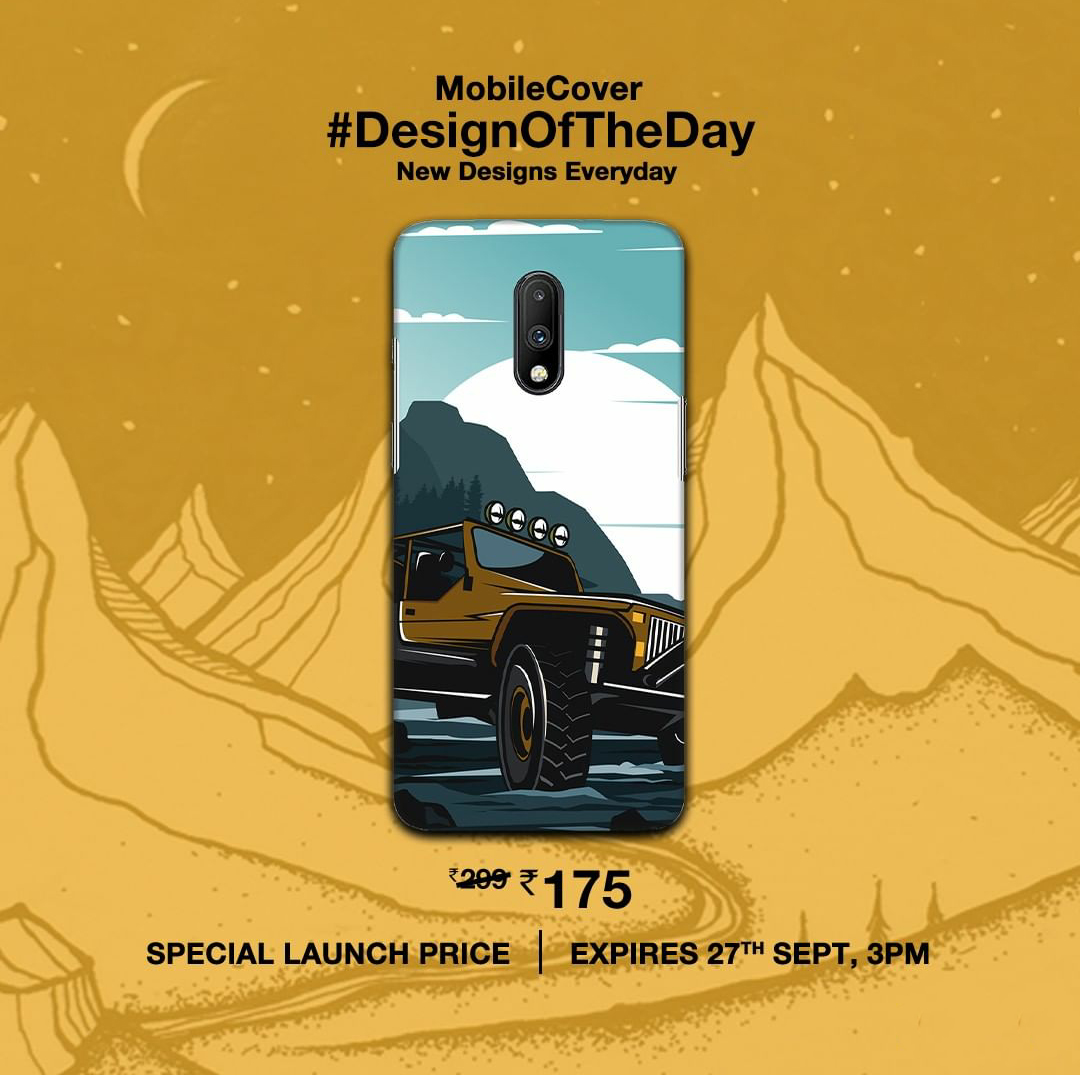 MobileCover
#DesignOfTheDay
New Designs Everyday
₹299 ₹175
SPECIAL LAUNCH PRICE | EXPIRES 27TH SEPT, 3PM